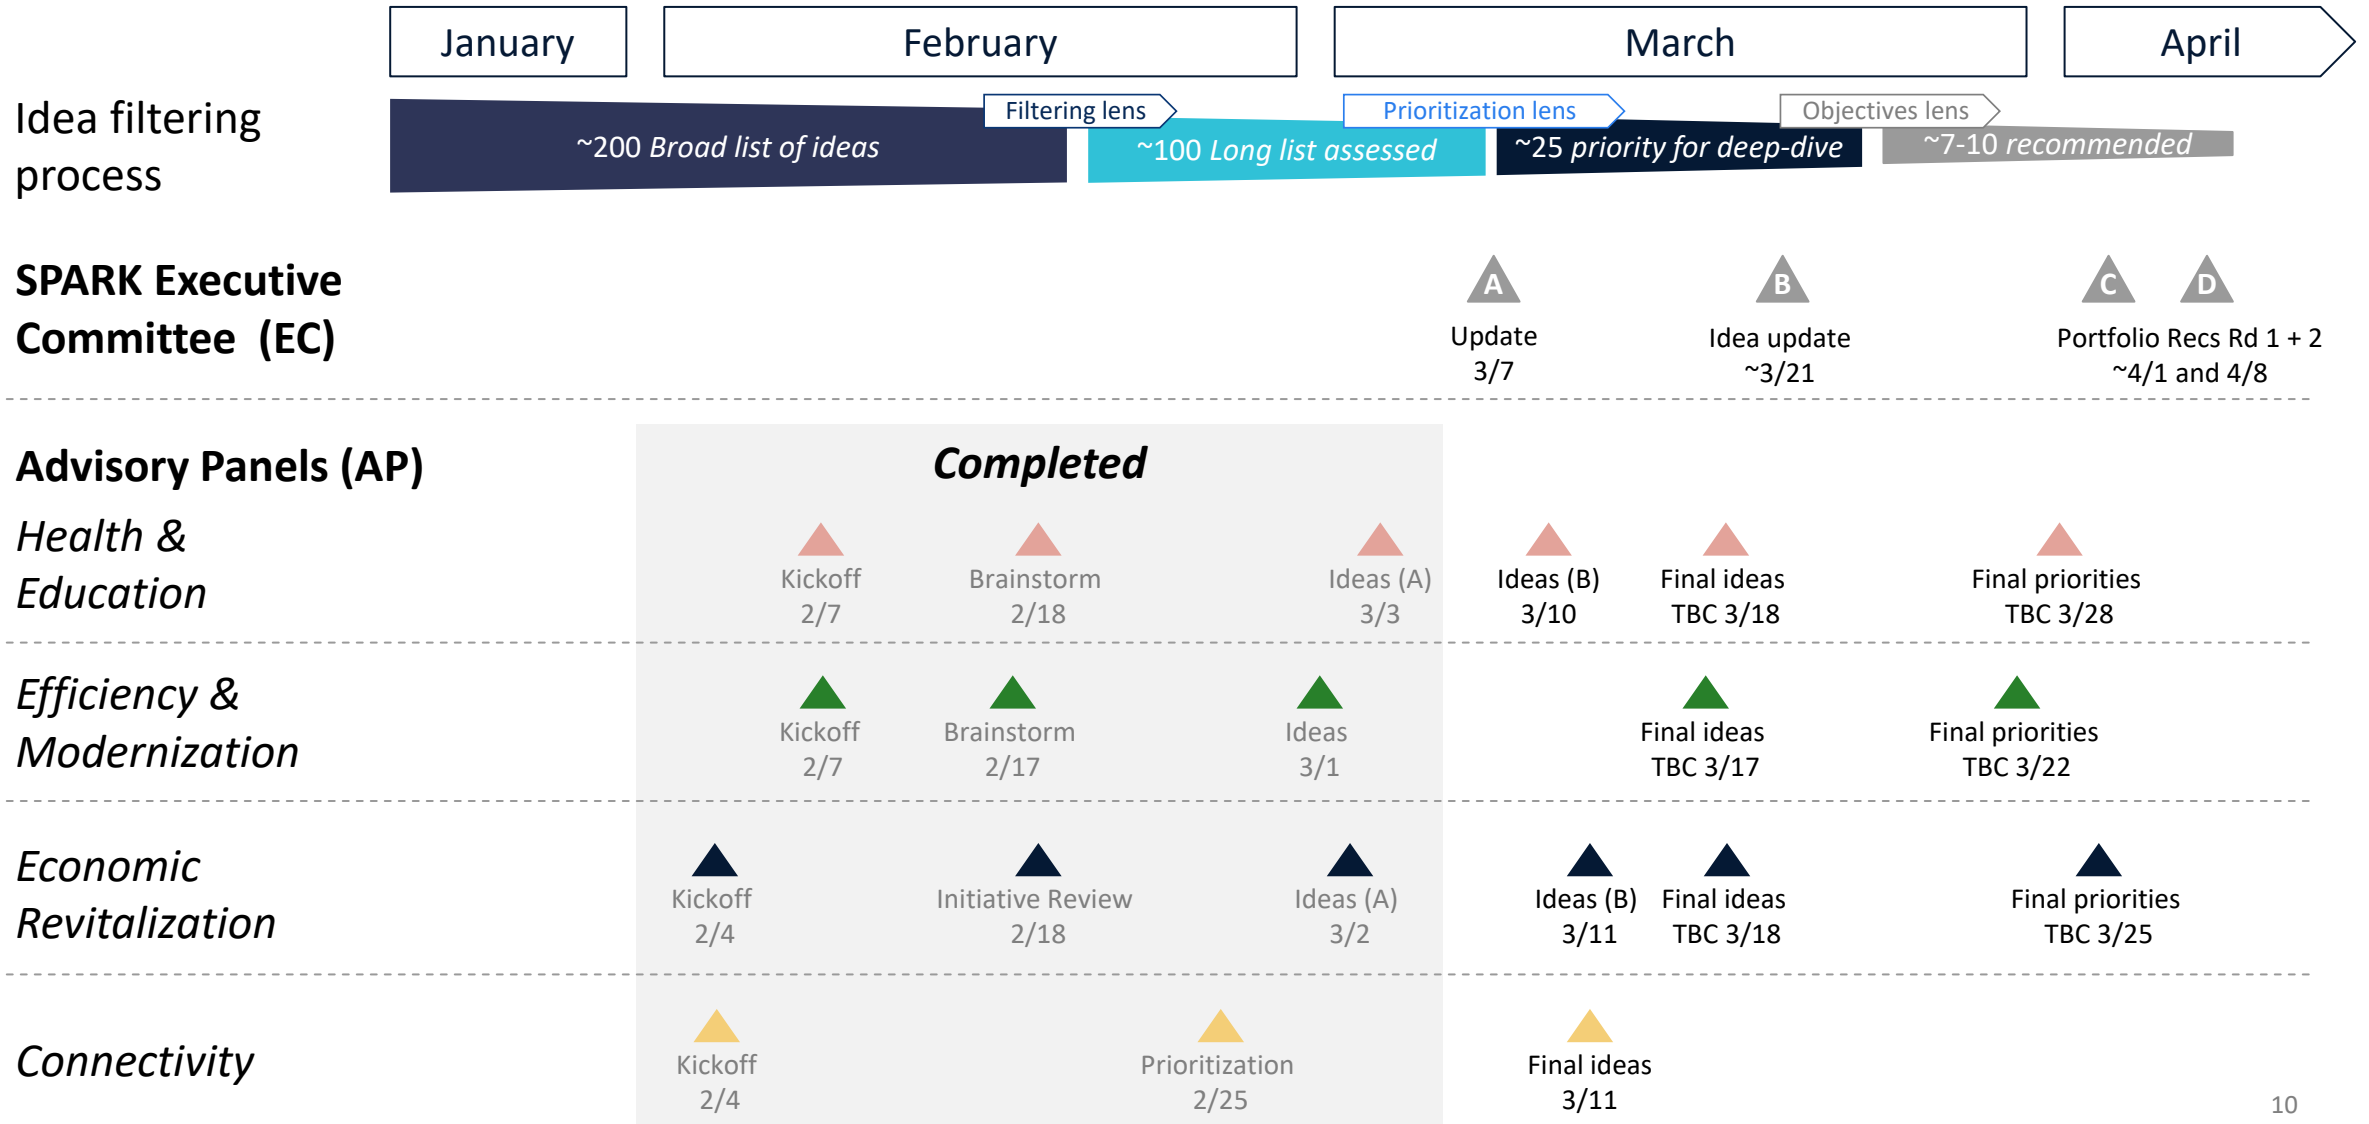 January
February
March
April
Idea filtering
process
Filtering lens
Prioritization lens
Objectives lens
~200 Broad list of ideas
~100 Long list assessed
~25 priority for deep-dive
~7-10 recommended
SPARK Executive
Committee (EC)
A
B
C
D
Update
3/7
Idea update
~3/21
Portfolio Recs Rd 1 + 2
~4/1 and 4/8
Advisory Panels (AP)
Completed
Health &
Education
Kickoff
2/7
Brainstorm
2/18
Ideas (A)
3/3
Ideas (B)
3/10
Final ideas
TBC 3/18
Final priorities
TBC 3/28
Efficiency &
Modernization
Kickoff
2/7
Brainstorm
2/17
Ideas
3/1
Final ideas
TBC 3/17
Final priorities
TBC 3/22
Economic
Revitalization
Kickoff
2/4
Initiative Review
2/18
Ideas (A)
3/2
Ideas (B)
3/11
Final ideas
TBC 3/18
Final priorities
TBC 3/25
Connectivity
Kickoff
2/4
Prioritization
2/25
Final ideas
3/11
10